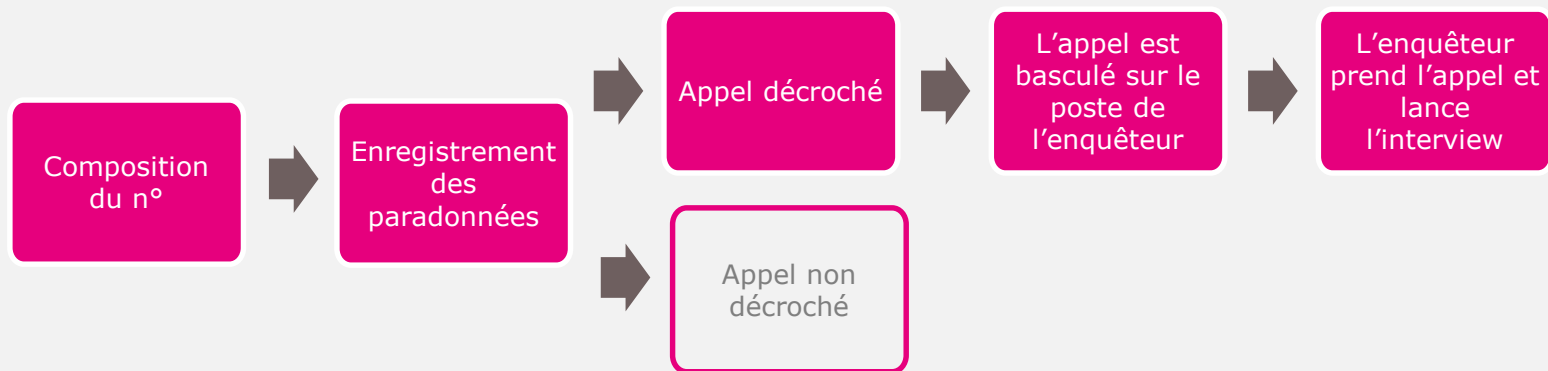 Composition
du n°
Enregistrement
des
paradonnées
Appel décroché
L’appel est
basculé sur le
poste de
l’enquêteur
L’enquêteur
prend l’appel et
lance
l’interview
Appel non
décroché